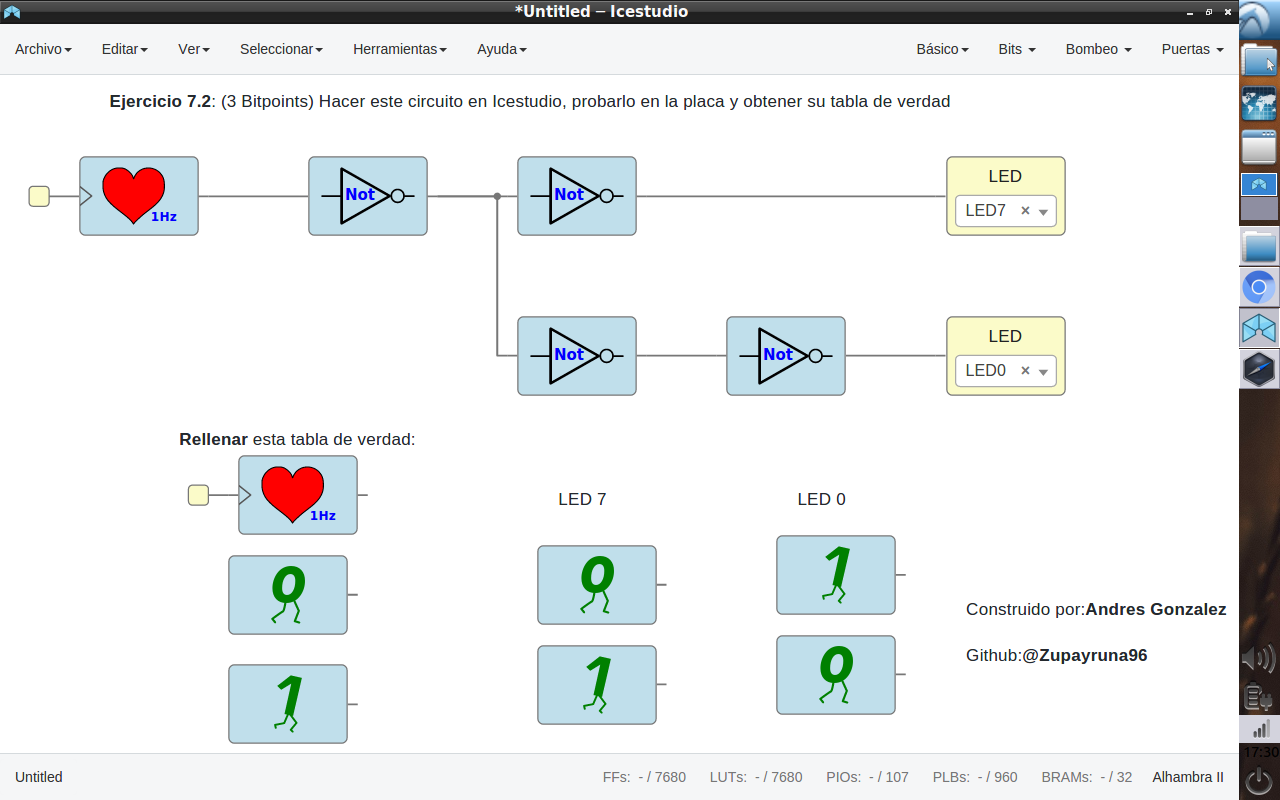 *Untitled – Icestudio
Archivo Editar Ver Seleccionar Herramientas Ayuda Básico Bits Bombeo Puertas
Ejercicio 7.2: (3 Bitpoints) Hacer este circuito en Icestudio, probarlo en la placa y obtener su tabla de verdad
1Hz Not Not LED
LED7 ×
Not Not LED
LED0 ×
Rellenar esta tabla de verdad:
1Hz LED 7 LED 0
0 0 1
1 1 0
Construido por:Andres Gonzalez
Github:@Zupayruna96
Untitled FFs: - / 7680 LUTs: - / 7680 PIOs: - / 107 PLBs: - / 960 BRAMs: - / 32 Alhambra II
17:30